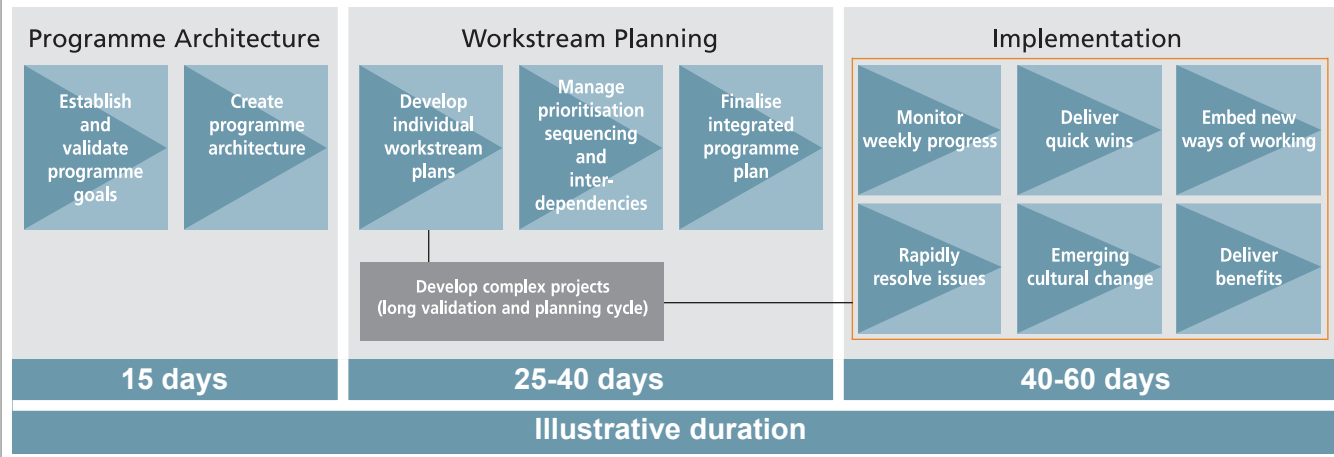 Programme Architecture
Establish
and
validate
programme
goals
Create
programme
architecture
15 days
Workstream Planning
Develop
individual
workstream
plans
Manage
prioritisation
sequencing
and
inter-
dependencies
Finalise
integrated
programme
plan
Develop complex projects
(long validation and planning cycle)
25-40 days
Implementation
Monitor
weekly progress
Deliver
quick wins
Embed new
ways of working
Rapidly
resolve issues
Emerging
cultural change
Deliver
benefits
40-60 days
Illustrative duration